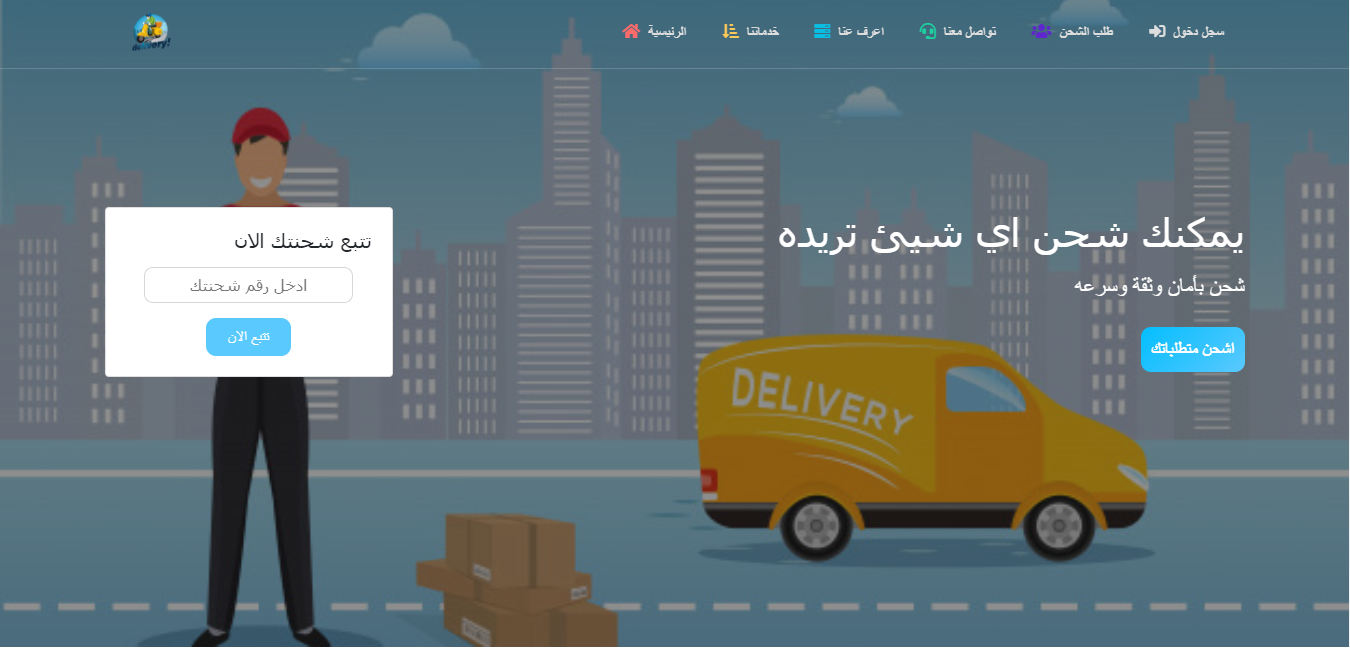 سجل دخول
طلب الشحن
تواصل معنا
اعرف عنا
خدماتنا
الرئيسية
delivery!
يمكنك شحن اي شيئ تريده
شحن بأمان وثقة وسرعه
اشحن متطلباتك
تتبع شحنتك الان
ادخل رقم شحنتك
تتبع الان
DELIVERY